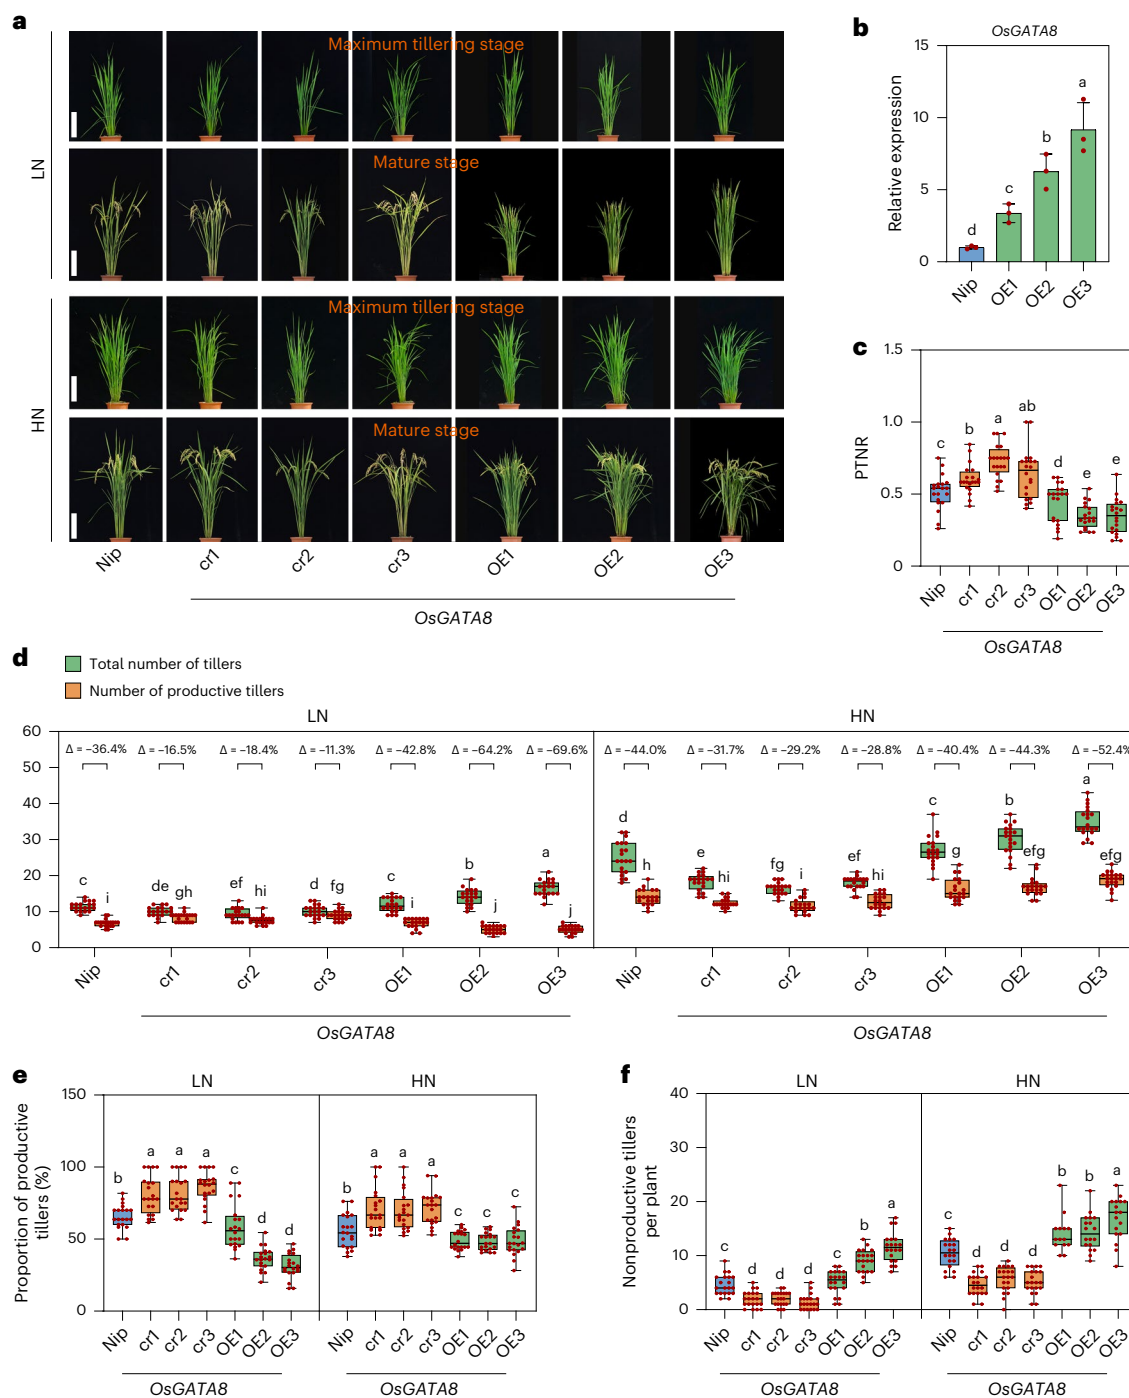 a
Maximum tillering stage
LN
Mature stage
Maximum tillering stage
HN
Mature stage
Nip
cr1
cr2
cr3
OE1
OE2
OE3
OsGATA8
b
OsGATA8
Relative expression
15
10
5
0
d
c
b
a
Nip
OE1
OE2
OE3
c
PTNR
1.5
1.0
0.5
0
c
b
a
ab
d
e
e
Nip
cr1
cr2
cr3
OE1
OE2
OE3
OsGATA8
d
Total number of tillers
Number of productive tillers
LN
HN
60
50
40
30
20
10
0
Δ = −36.4%
Δ = −16.5%
Δ = −18.4%
Δ = −11.3%
Δ = −42.8%
Δ = −64.2%
Δ = −69.6%
Δ = −44.0%
Δ = −31.7%
Δ = −29.2%
Δ = −28.8%
Δ = −40.4%
Δ = −44.3%
Δ = −52.4%
c
i
de
gh
ef
hi
d
fg
c
i
b
j
a
j
d
h
e
hi
fg
i
ef
hi
c
g
b
efg
a
efg
Nip
cr1
cr2
cr3
OE1
OE2
OE3
Nip
cr1
cr2
cr3
OE1
OE2
OE3
OsGATA8
OsGATA8
e
LN
HN
Proportion of productive
tillers (%)
150
100
50
0
b
a
a
a
c
d
d
b
a
a
a
c
c
c
Nip
cr1
cr2
cr3
OE1
OE2
OE3
Nip
cr1
cr2
cr3
OE1
OE2
OE3
OsGATA8
OsGATA8
f
LN
HN
Nonproductive tillers
per plant
40
30
20
10
0
c
d
d
d
c
b
a
c
d
d
d
b
b
a
Nip
cr1
cr2
cr3
OE1
OE2
OE3
Nip
cr1
cr2
cr3
OE1
OE2
OE3
OsGATA8
OsGATA8